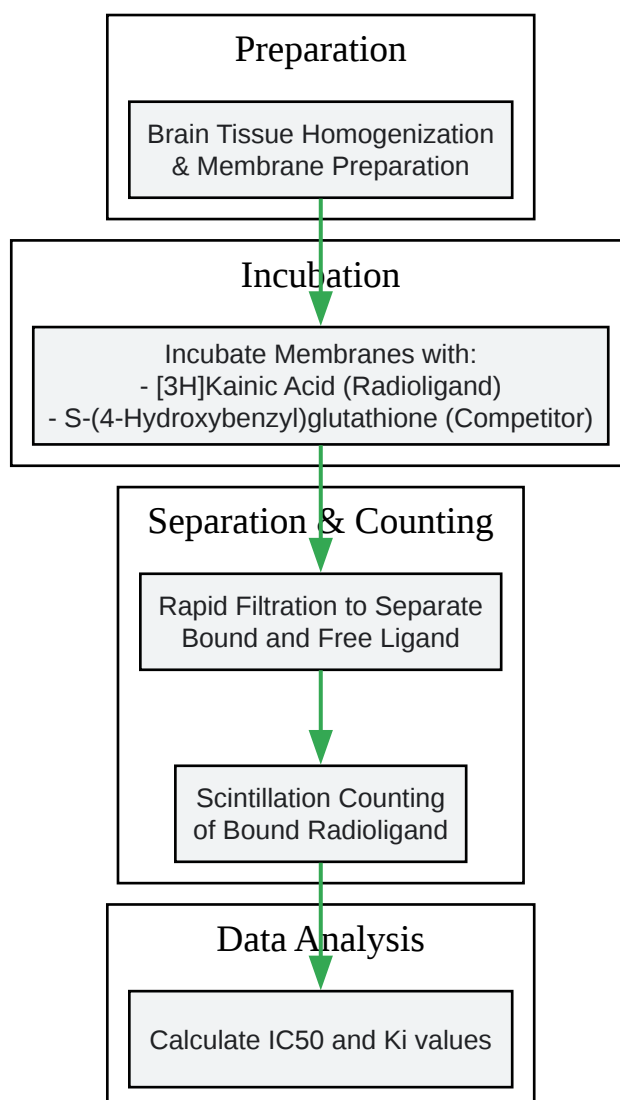 Preparation
Brain Tissue Homogenization
& Membrane Preparation
Incubation
Incubate Membranes with:
- [3H]Kainic Acid (Radioligand)
- S-(4-Hydroxybenzyl)glutathione (Competitor)
Separation & Counting
Rapid Filtration to Separate
Bound and Free Ligand
Scintillation Counting
of Bound Radioligand
Data Analysis
Calculate IC50 and Ki values